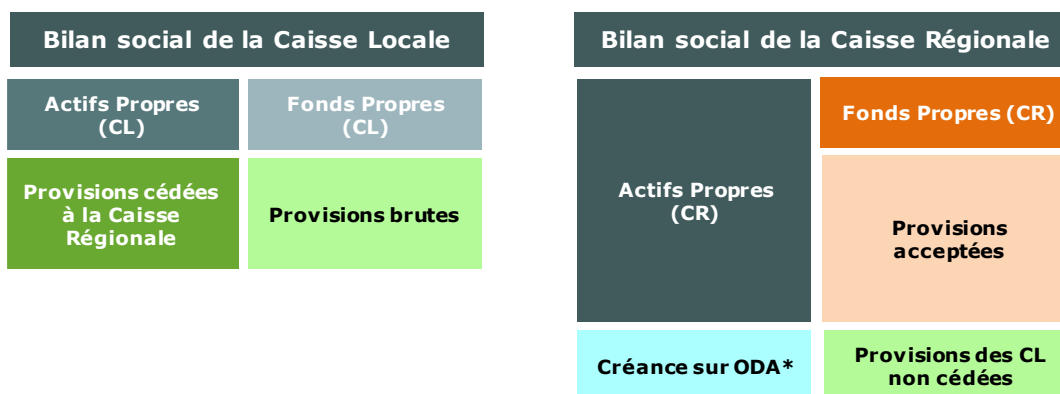 Bilan social de la Caisse Locale
Actifs Propres
(CL)
Fonds Propres
(CL)
Provisions cédées
à la Caisse
Régionale
Provisions brutes
Bilan social de la Caisse Régionale
Actifs Propres
(CR)
Fonds Propres (CR)
Provisions
acceptées
Créance sur ODA*
Provisions des CL
non cédées